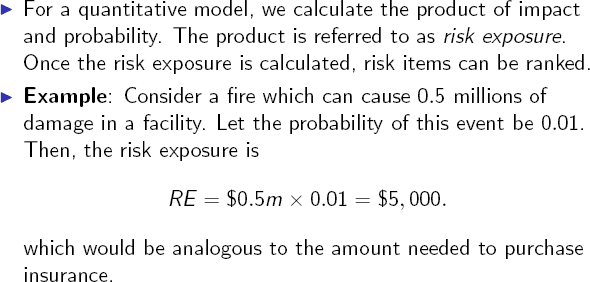 ▶ For a quantitative model, we calculate the product of impact
and probability. The product is referred to as risk exposure.
Once the risk exposure is calculated, risk items can be ranked.
▶ Example: Consider a fire which can cause 0.5 millions of
damage in a facility. Let the probability of this event be 0.01.
Then, the risk exposure is
RE = $0.5m × 0.01 = $5, 000.
which would be analogous to the amount needed to purchase
insurance.